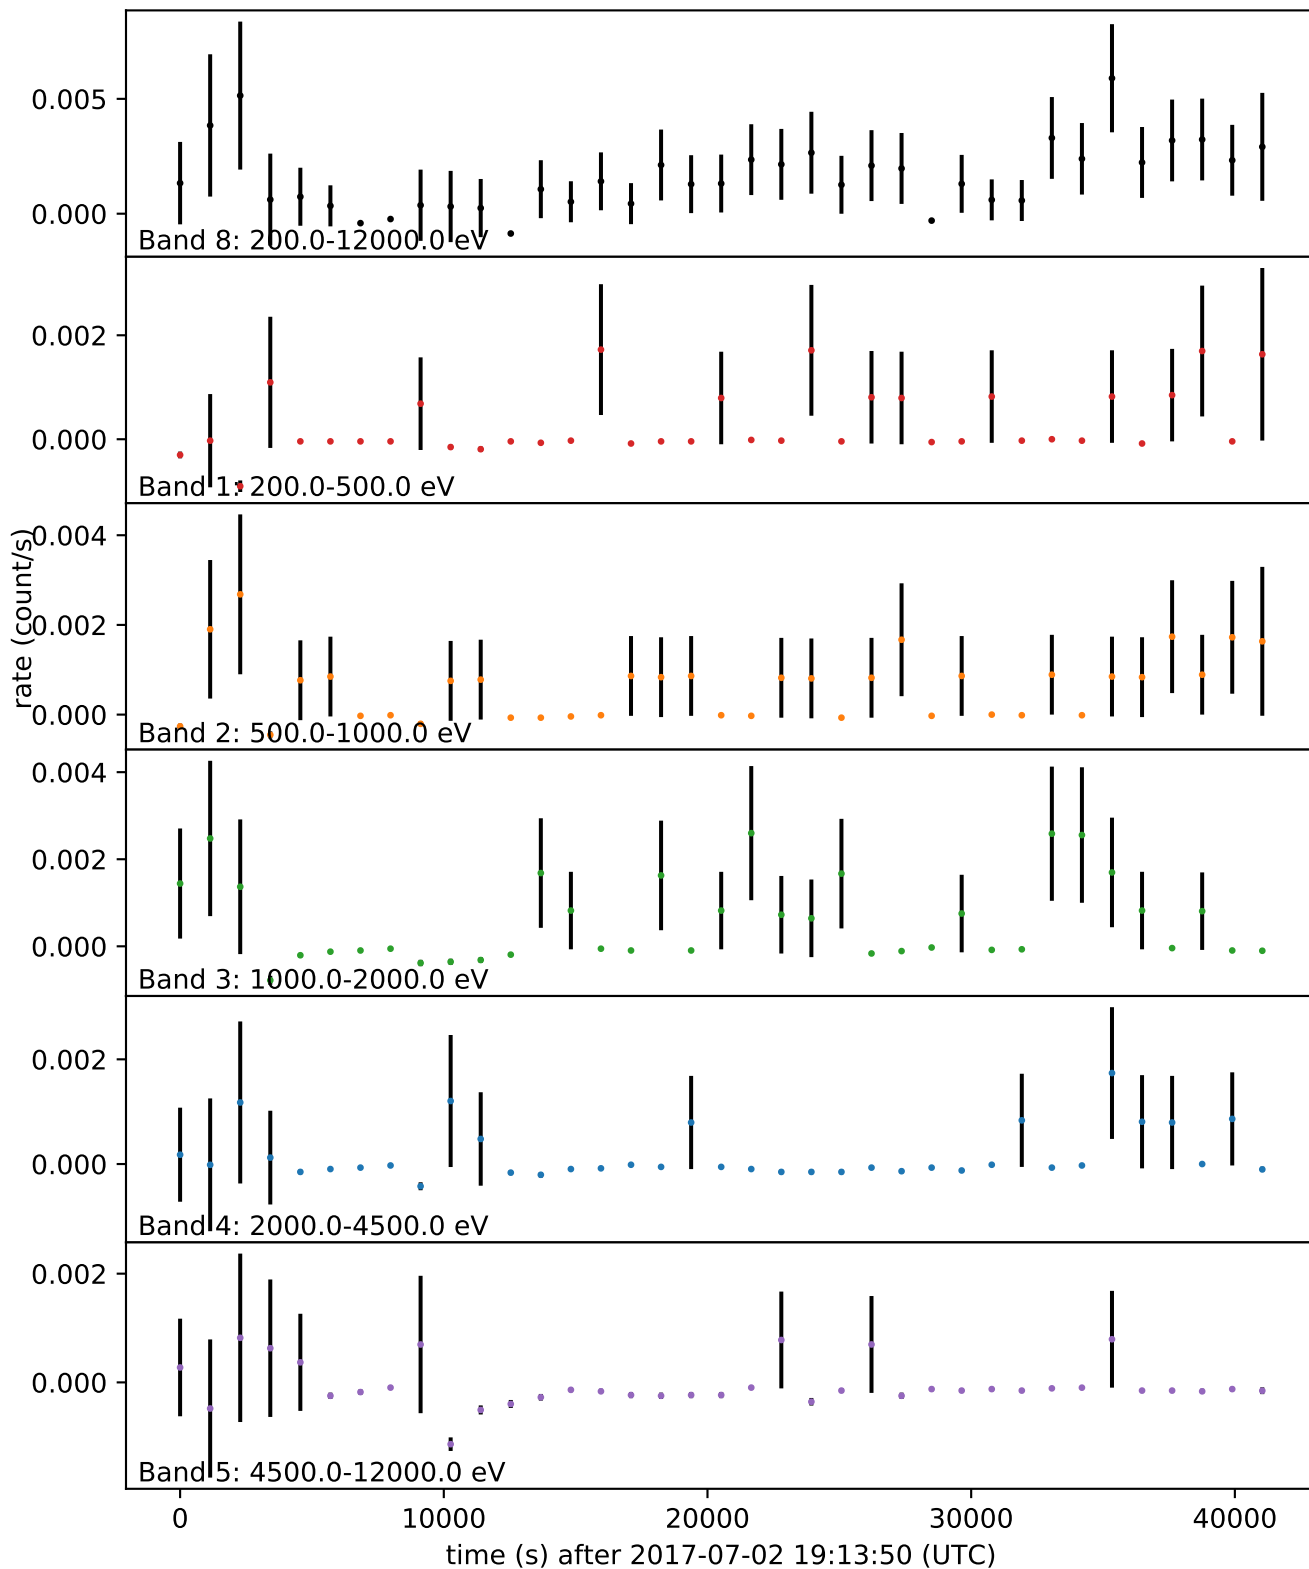 0.005
0.000
Band 8: 200.0-12000.0 eV
0.002
0.000
Band 1: 200.0-500.0 eV
rate (count/s)
0.004
0.002
0.000
Band 2: 500.0-1000.0 eV
0.004
0.002
0.000
Band 3: 1000.0-2000.0 eV
0.002
0.000
Band 4: 2000.0-4500.0 eV
0.002
0.000
Band 5: 4500.0-12000.0 eV
0 10000 20000 30000 40000
time (s) after 2017-07-02 19:13:50 (UTC)